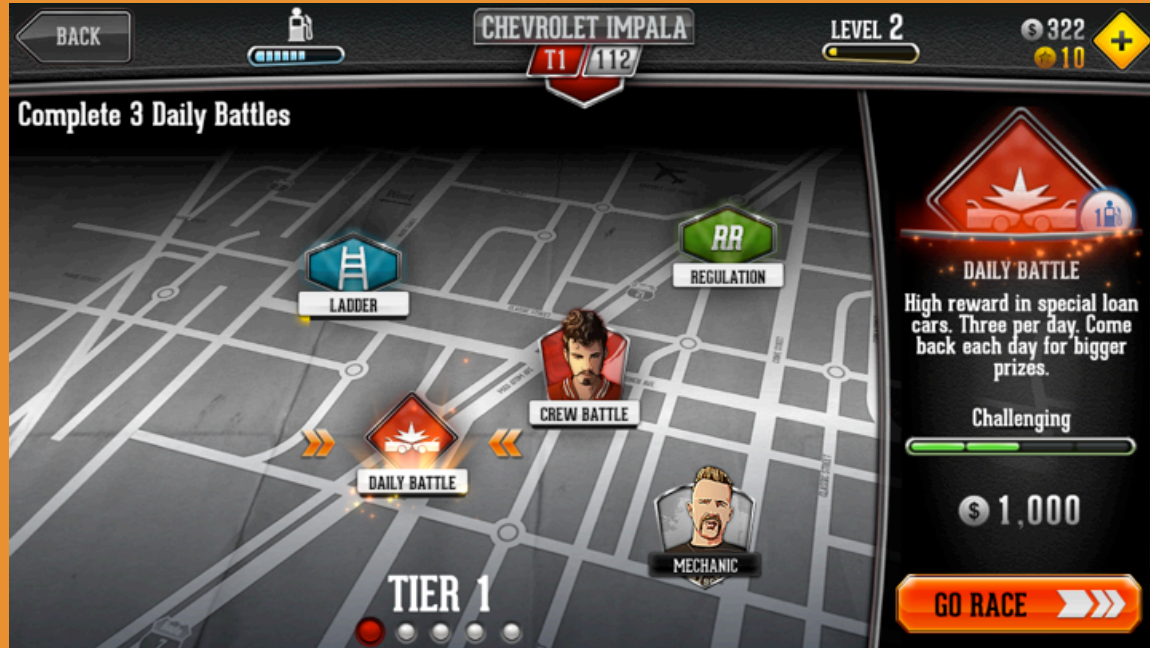 BACK
CHEVROLET IMPALA
T1 112
LEVEL 2
322
10
Complete 3 Daily Battles
LADDER
RR
REGULATION
CREW BATTLE
DAILY BATTLE
MECHANIC
TIER 1
1
DAILY BATTLE
High reward in special loan
cars. Three per day. Come
back each day for bigger
prizes.
Challenging
$ 1,000
GO RACE